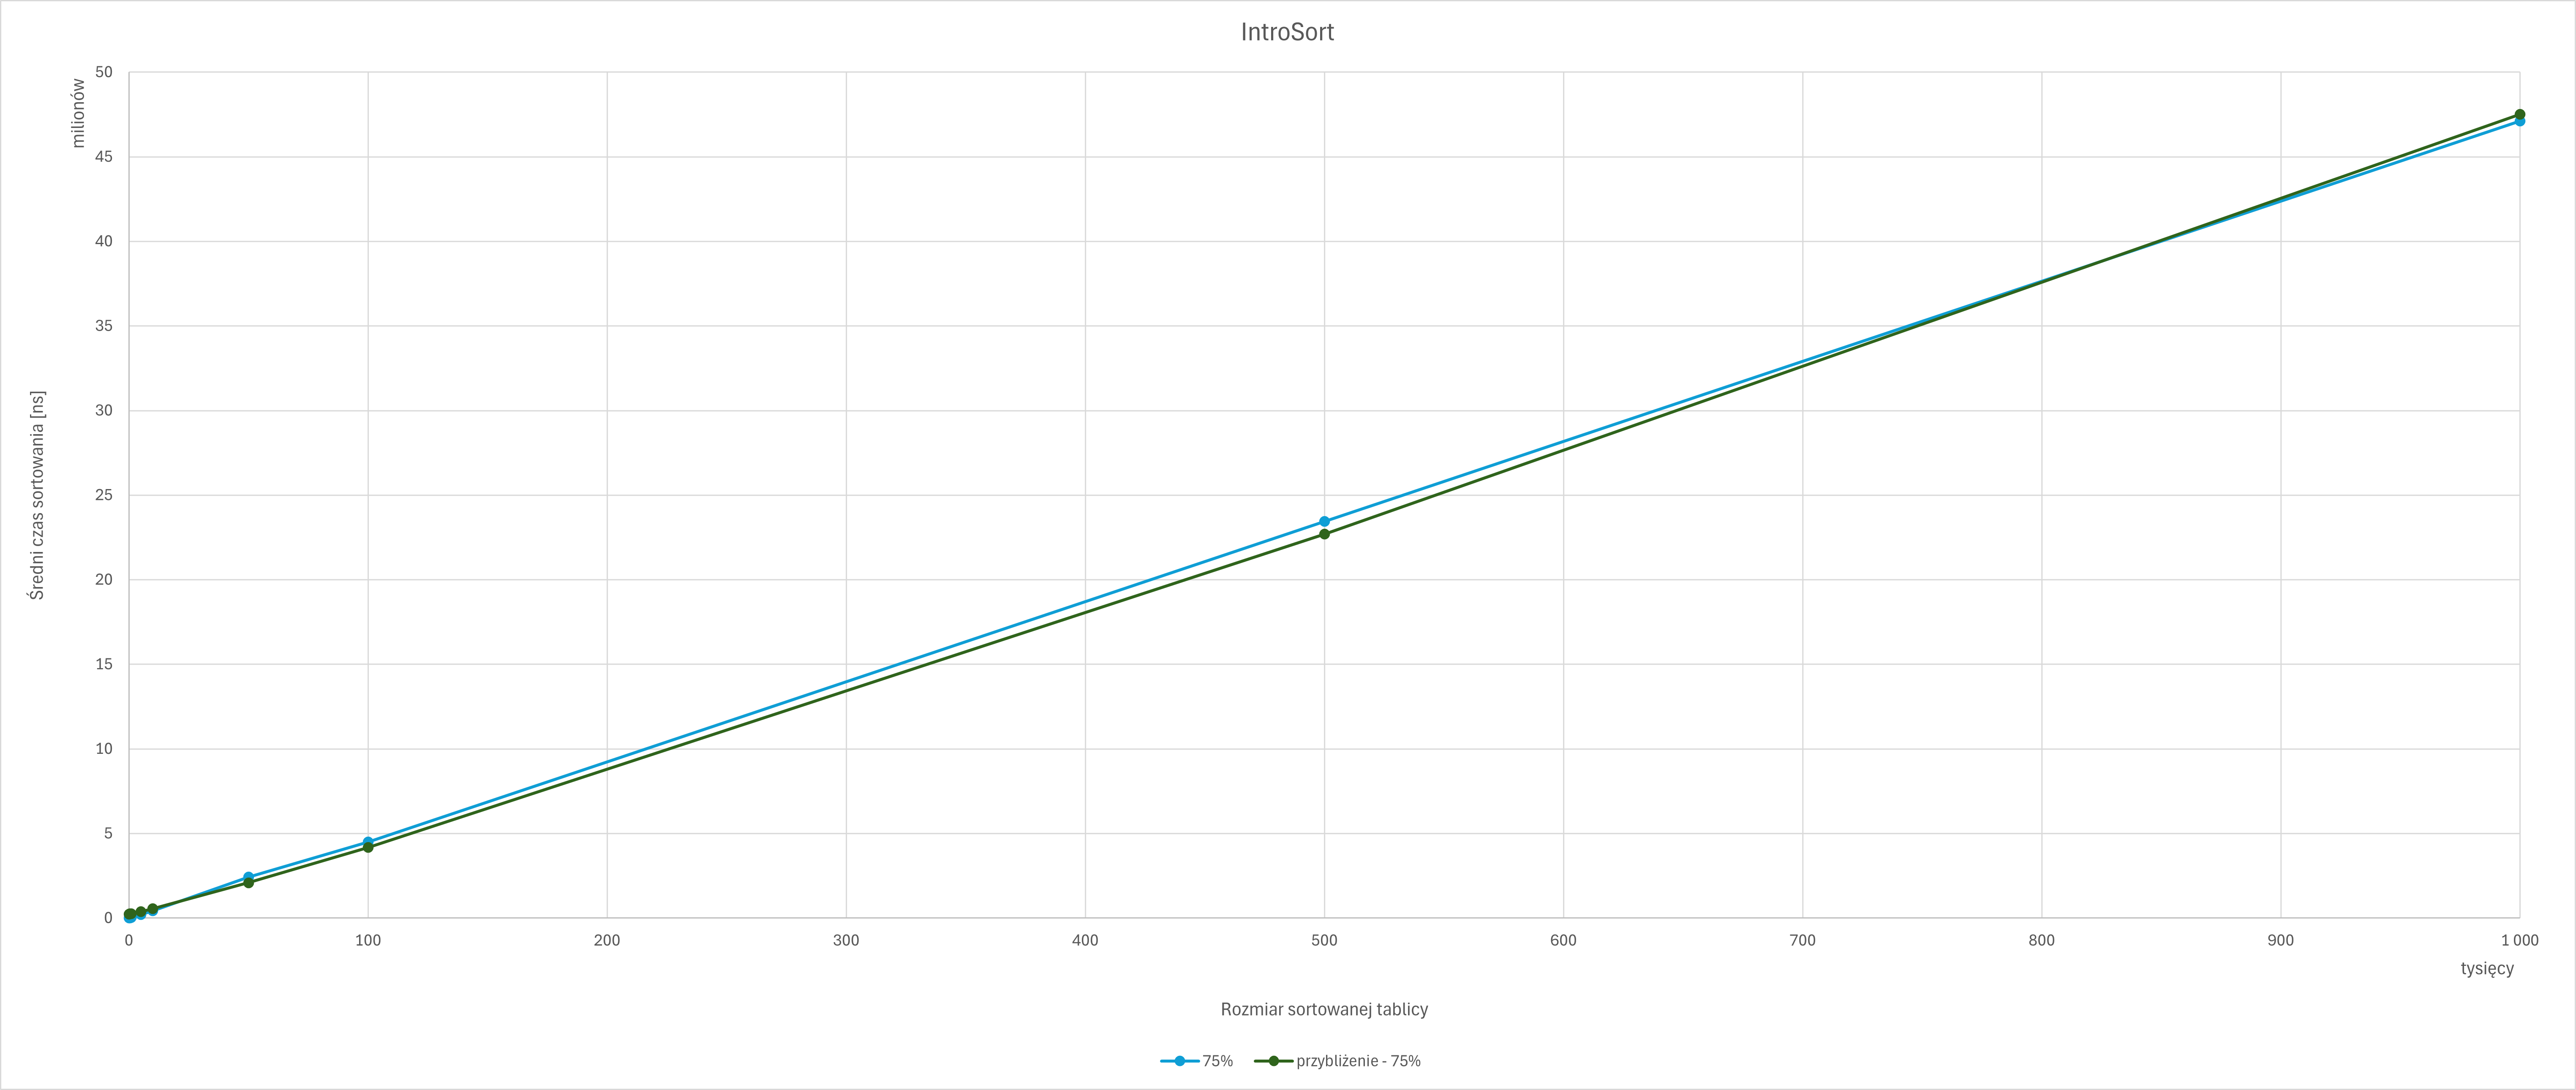 IntroSort
milionów
50
45
40
35
30
25
20
15
10
5
0
Średni czas sortowania [ns]
0 100 200 300 400 500 600 700 800 900 1 000
tysięcy
Rozmiar sortowanej tablicy
75% przybliżenie - 75%